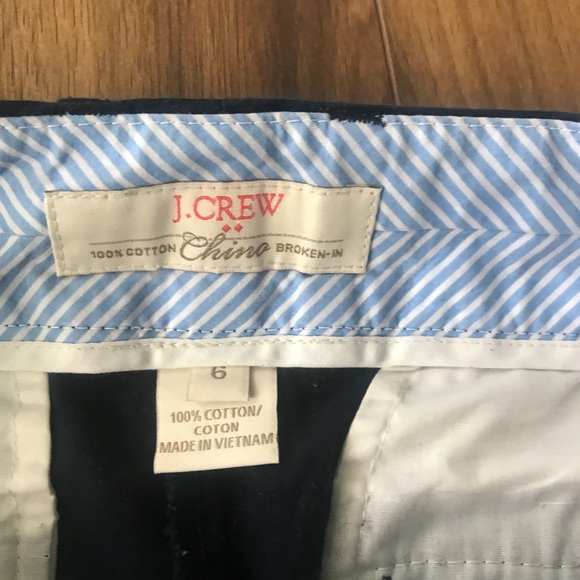 J.CREW
100% COTTON Chino BROKEN-IN
6
100% COTTON/
COTON
MADE IN VIETNAM